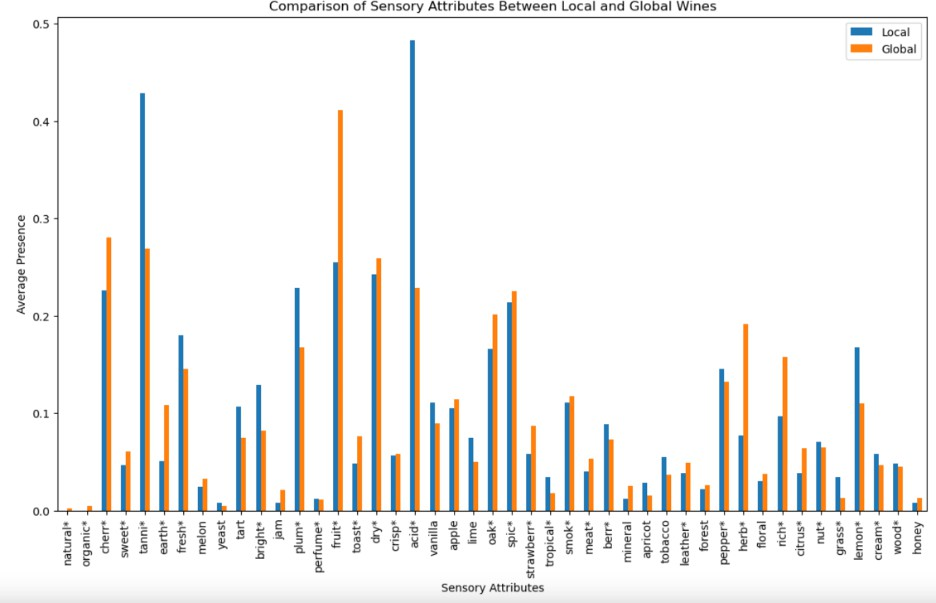 Comparison of Sensory Attributes Between Local and Global Wines
Local
Global
Average Presence
0.5
0.4
0.3
0.2
0.1
0.0
natural*
organic*
cherr*
sweet*
tanni*
earth*
fresh*
melon
yeast
tart
bright*
jam
plum*
perfume*
fruit*
toast*
dry*
crisp*
acid*
vanilla
apple
lime
oak*
spic*
strawberr*
tropical*
smok*
meat*
berr*
mineral
apricot
tobacco
leather*
forest
pepper*
herb*
floral
rich*
citrus*
nut*
grass*
lemon*
cream*
wood*
honey
Sensory Attributes